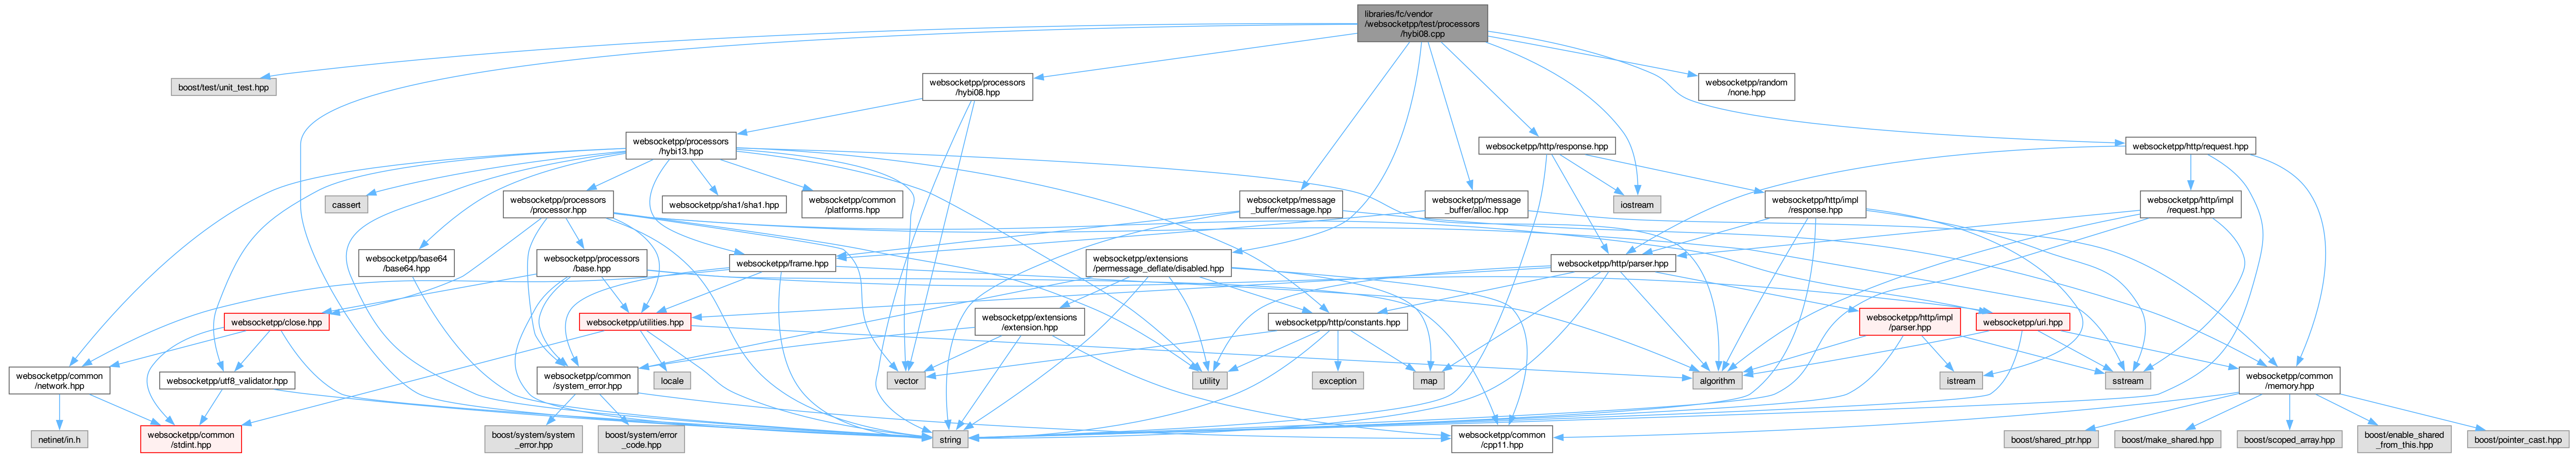 libraries/fc/vendor
/websocketpp/test/processors
/hybi08.cpp
boost/test/unit_test.hpp
websocketpp/processors
/hybi08.hpp
websocketpp/random
/none.hpp
websocketpp/processors
/hybi13.hpp
websocketpp/http/response.hpp
websocketpp/http/request.hpp
cassert
websocketpp/processors
/processor.hpp
websocketpp/sha1/sha1.hpp
websocketpp/common
/platforms.hpp
websocketpp/message
_buffer/message.hpp
websocketpp/message
_buffer/alloc.hpp
iostream
websocketpp/http/impl
/response.hpp
websocketpp/http/impl
/request.hpp
websocketpp/base64
/base64.hpp
websocketpp/processors
/base.hpp
websocketpp/frame.hpp
websocketpp/extensions
/permessage_deflate/disabled.hpp
websocketpp/http/parser.hpp
websocketpp/close.hpp
websocketpp/utilities.hpp
websocketpp/extensions
/extension.hpp
websocketpp/http/constants.hpp
websocketpp/http/impl
/parser.hpp
websocketpp/uri.hpp
websocketpp/common
/network.hpp
websocketpp/utf8_validator.hpp
websocketpp/common
/system_error.hpp
locale
vector
utility
exception
map
algorithm
istream
sstream
websocketpp/common
/memory.hpp
netinet/in.h
websocketpp/common
/stdint.hpp
boost/system/system
_error.hpp
boost/system/error
_code.hpp
string
websocketpp/common
/cpp11.hpp
boost/shared_ptr.hpp
boost/make_shared.hpp
boost/scoped_array.hpp
boost/enable_shared
_from_this.hpp
boost/pointer_cast.hpp